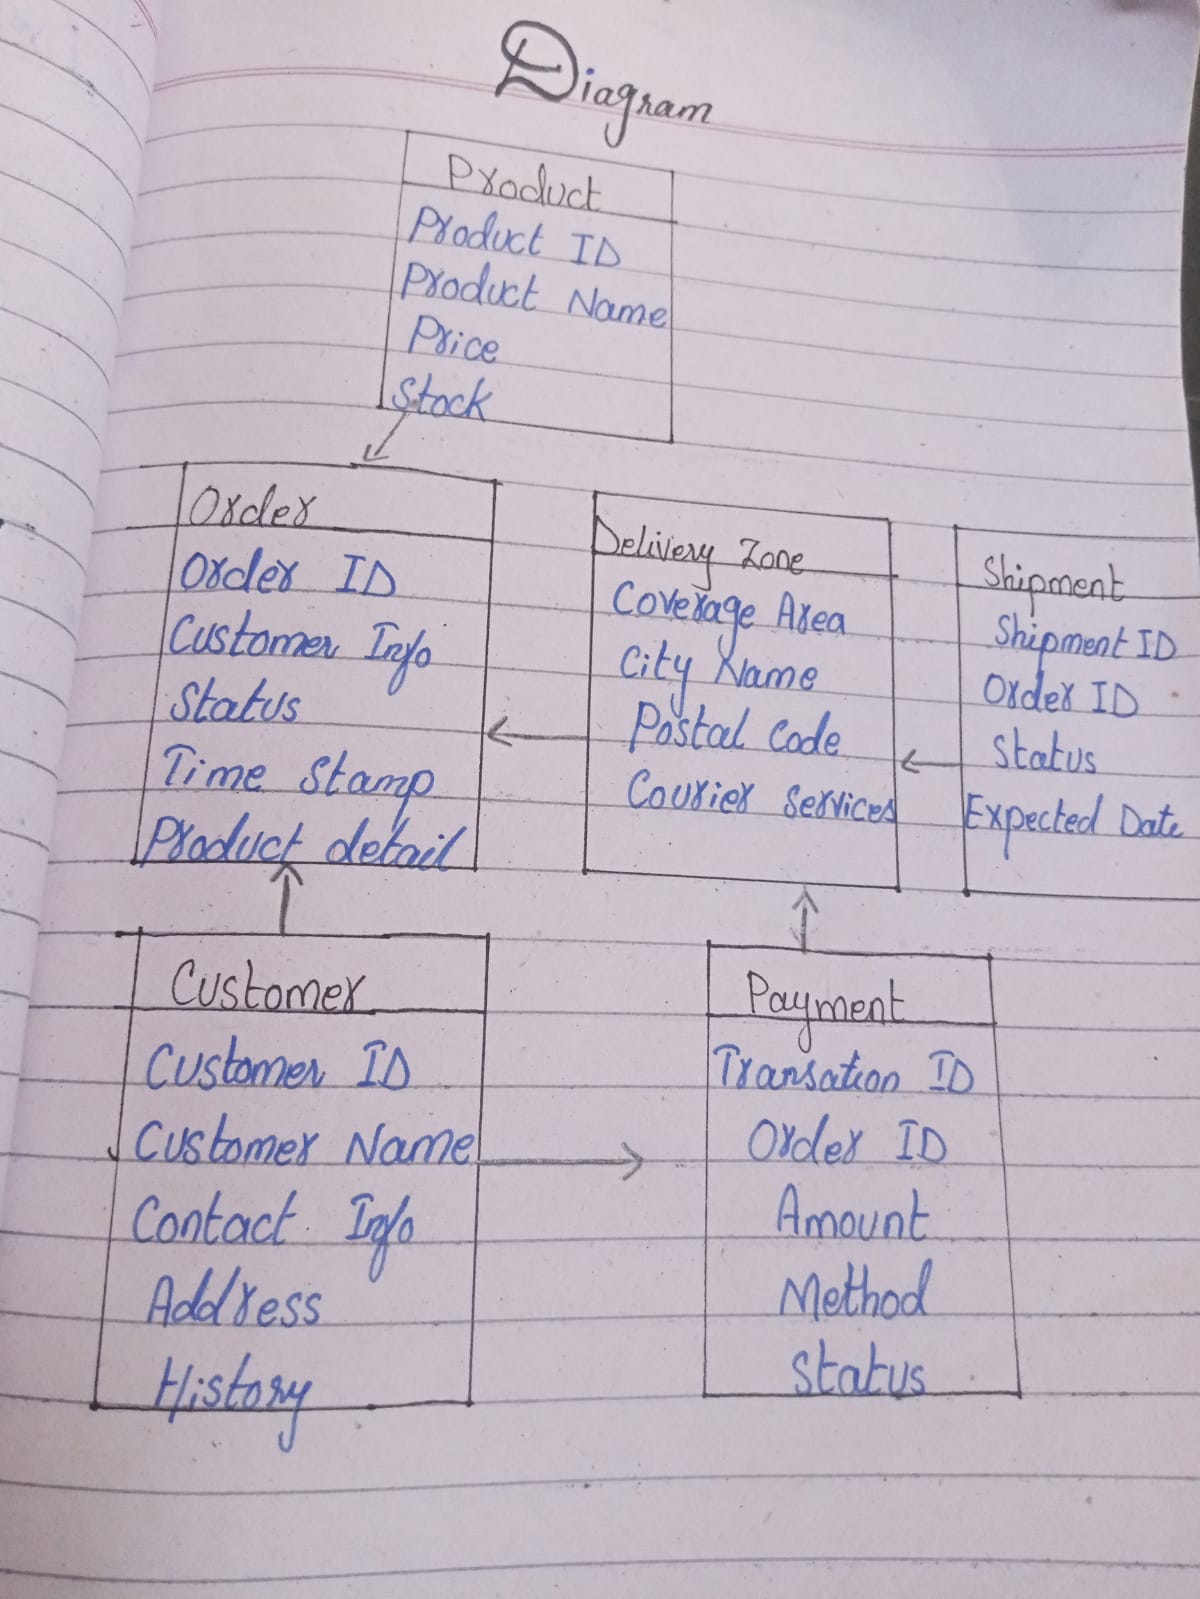 Diagram
Product
Product ID
Product Name
Price
Stock
Order
Order ID
Customer Info
Status
Time Stamp
Product detail
Delivery Zone
Coverage Area
City Name
Postal Code
Courier Services
Shipment
Shipment ID
Order ID
Status
Expected Date
Customer
Customer ID
Customer Name
Contact Info
Address
History
Payment
Transation ID
Order ID
Amount
Method
Status